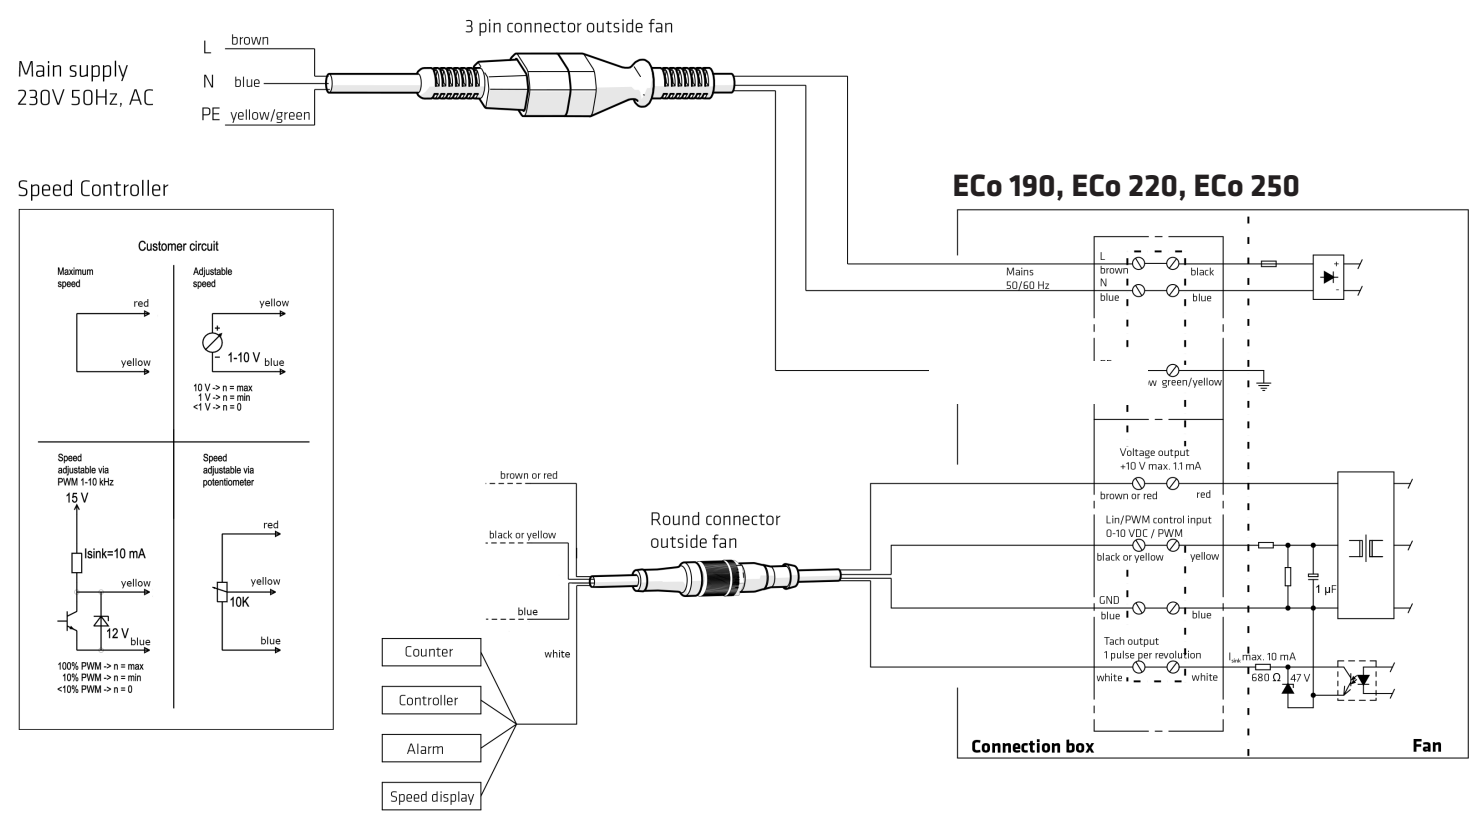 3 pin connector outside fan
Main supply
230V 50Hz, AC
L brown
N blue
PE yellow/green
Speed Controller
Customer circuit
Maximum
speed
red
yellow
Adjustable
speed
yellow
+
1-10 V
−
blue
10 V -> n = max
1 V -> n = min
<1 V -> n = 0
Speed
adjustable via
PWM 1-10 kHz
15 V
Isink=10 mA
yellow
12 V
blue
100% PWM -> n = max
10% PWM -> n = min
<10% PWM -> n = 0
Speed
adjustable via
potentiometer
red
yellow
10K
blue
brown or red
black or yellow
blue
white
Round connector
outside fan
Counter
Controller
Alarm
Speed display
ECo 190, ECo 220, ECo 250
Mains
50/60 Hz
L
brown
black
N
blue
blue
+
-
green/yellow
Voltage output
+10 V max. 1.1 mA
brown or red
red
Lin/PWM control input
0-10 VDC / PWM
black or yellow
yellow
1 µF
GND
blue
blue
Tach output
1 pulse per revolution
white
white
Isink max. 10 mA
680 Ω
47 V
Connection box
Fan